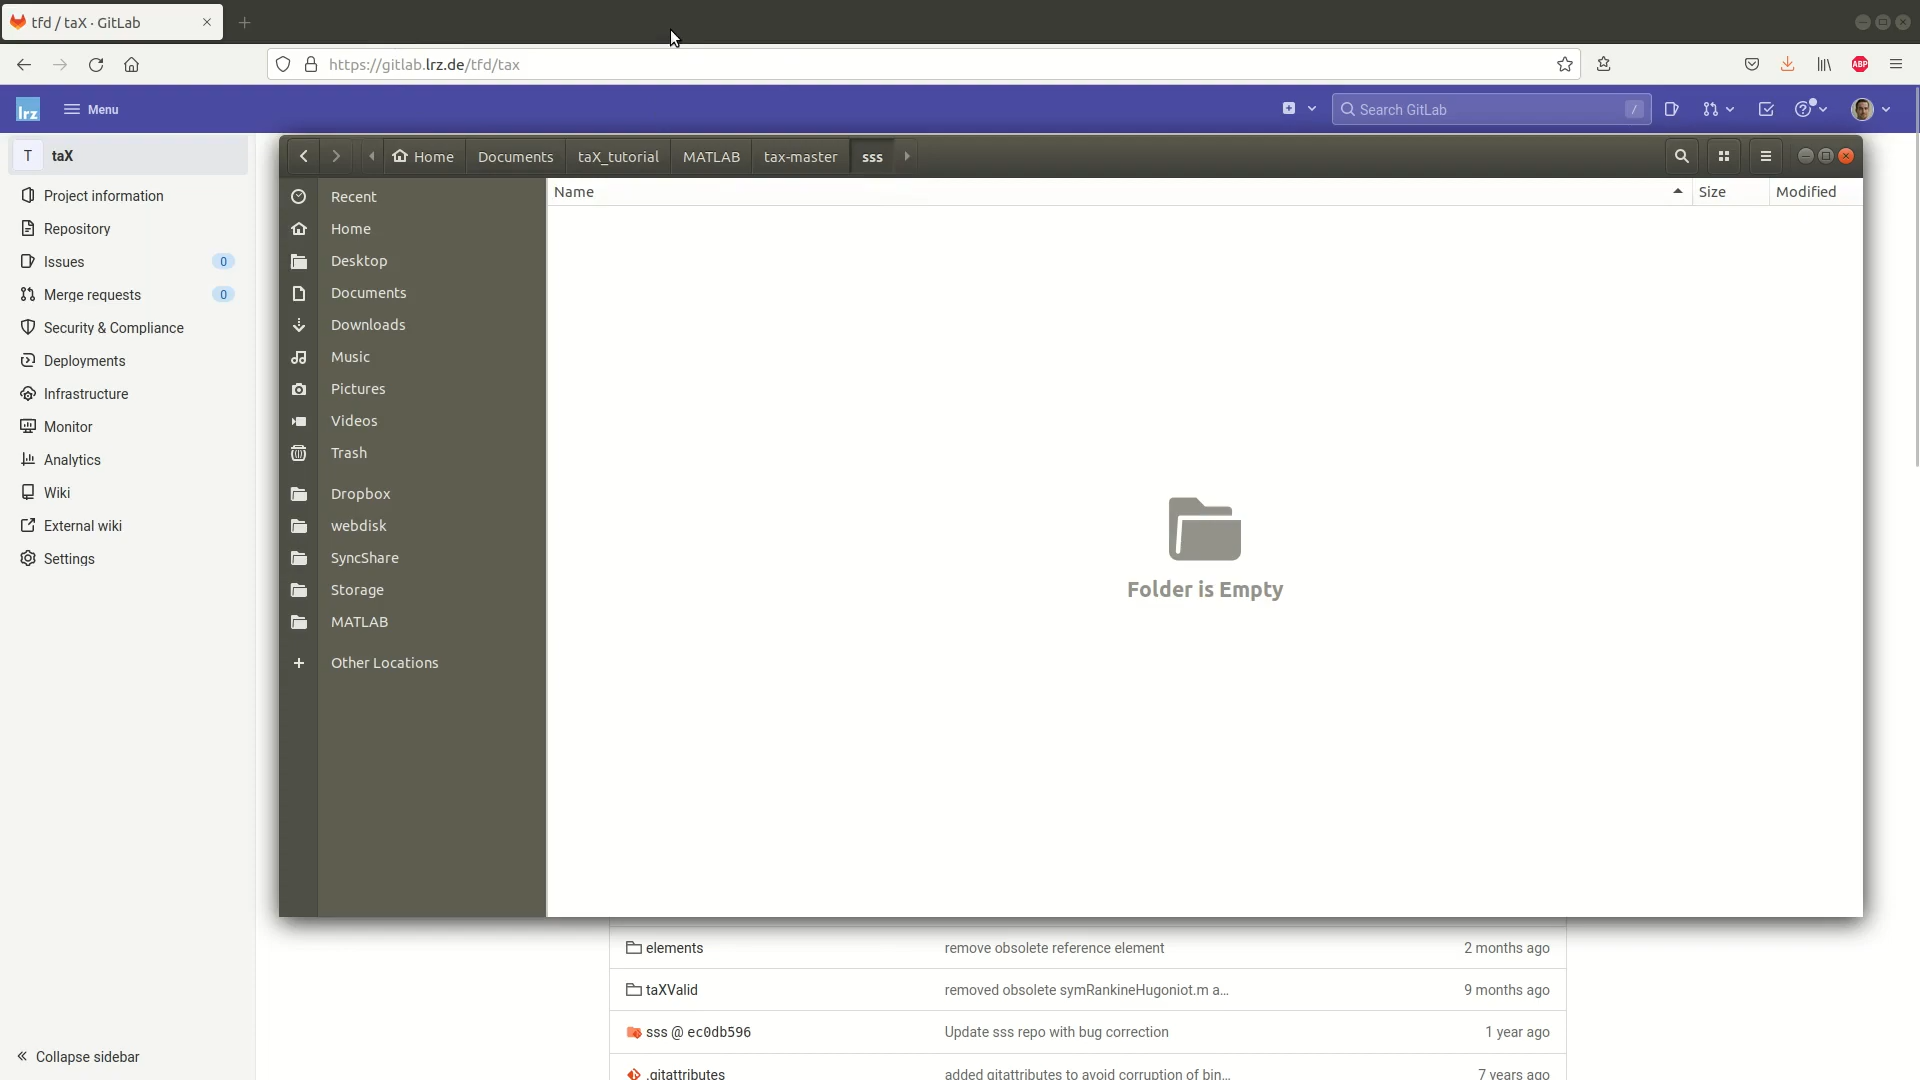 tfd / taX · GitLab
https://gitlab.lrz.de/tfd/tax
ABP
lrz
Menu
Search GitLab
/
T taX
Project information
Repository
Issues 0
Merge requests 0
Security & Compliance
Deployments
Infrastructure
Monitor
Analytics
Wiki
External wiki
Settings
Collapse sidebar
Home Documents taX_tutorial MATLAB tax-master sss
Recent
Home
Desktop
Documents
Downloads
Music
Pictures
Videos
Trash
Dropbox
webdisk
SyncShare
Storage
MATLAB
Other Locations
Name Size Modified
Folder is Empty
elements remove obsolete reference element 2 months ago
taXValid removed obsolete symRankineHugoniot.m a... 9 months ago
sss @ ec0db596 Update sss repo with bug correction 1 year ago
.gitattributes added gitattributes to avoid corruption of bin... 7 years ago